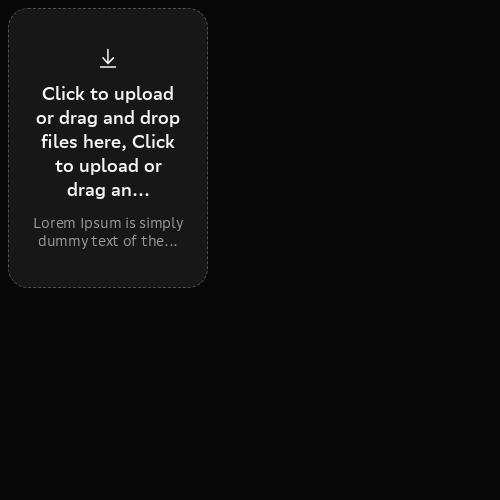 Click to upload
or drag and drop
files here, Click
to upload or
drag an...
Lorem Ipsum is simply
dummy text of the...